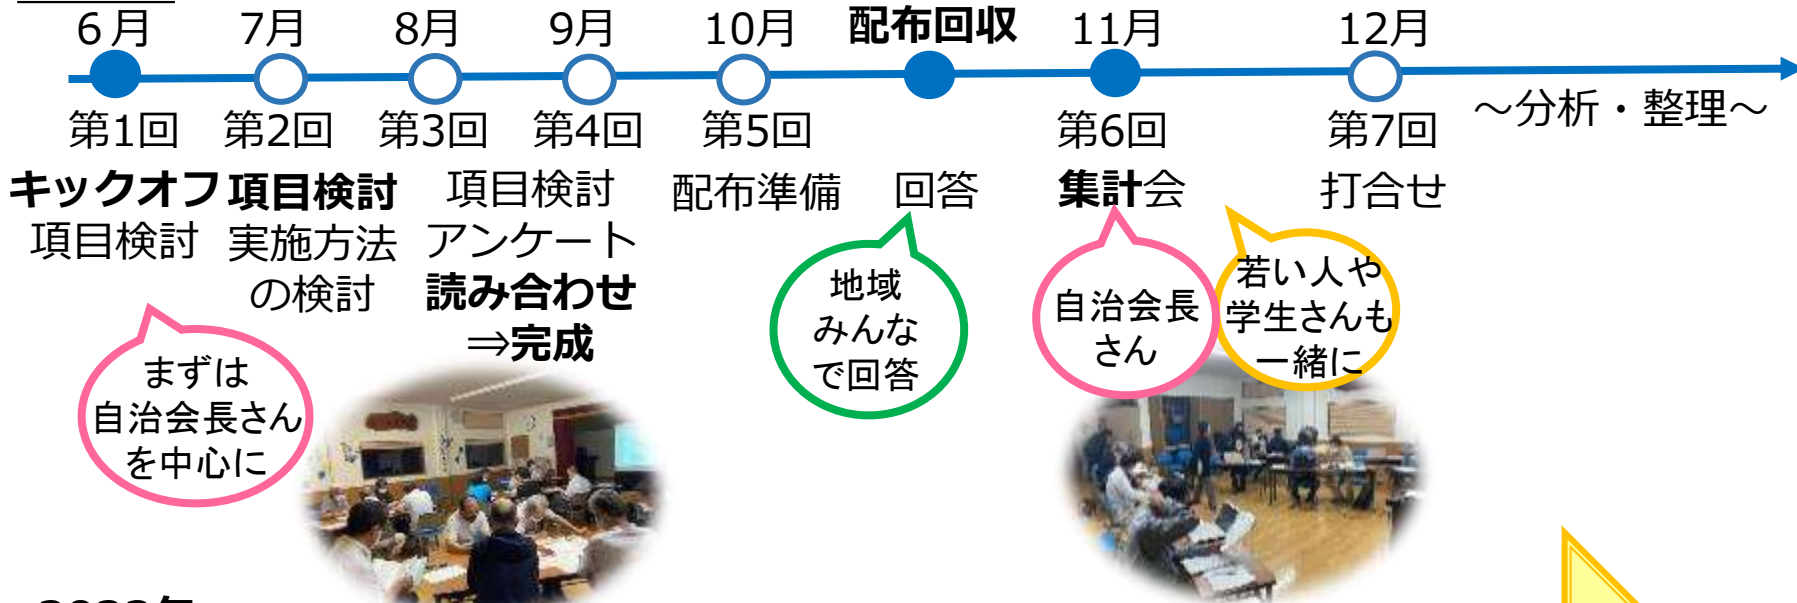 6月 7月 8月 9月 10月 配布回収 11月 12月
第1回 第2回 第3回 第4回 第5回 第6回 第7回 ～分析・整理～
キックオフ
項目検討
項目検討
実施方法
の検討
項目検討
アンケート
読み合わせ
⇒完成
配布準備
回答
集計会
打合せ
まずは
自治会長さん
を中心に
地域
みんな
で回答
自治会長
さん
若い人や
学生さんも
一緒に